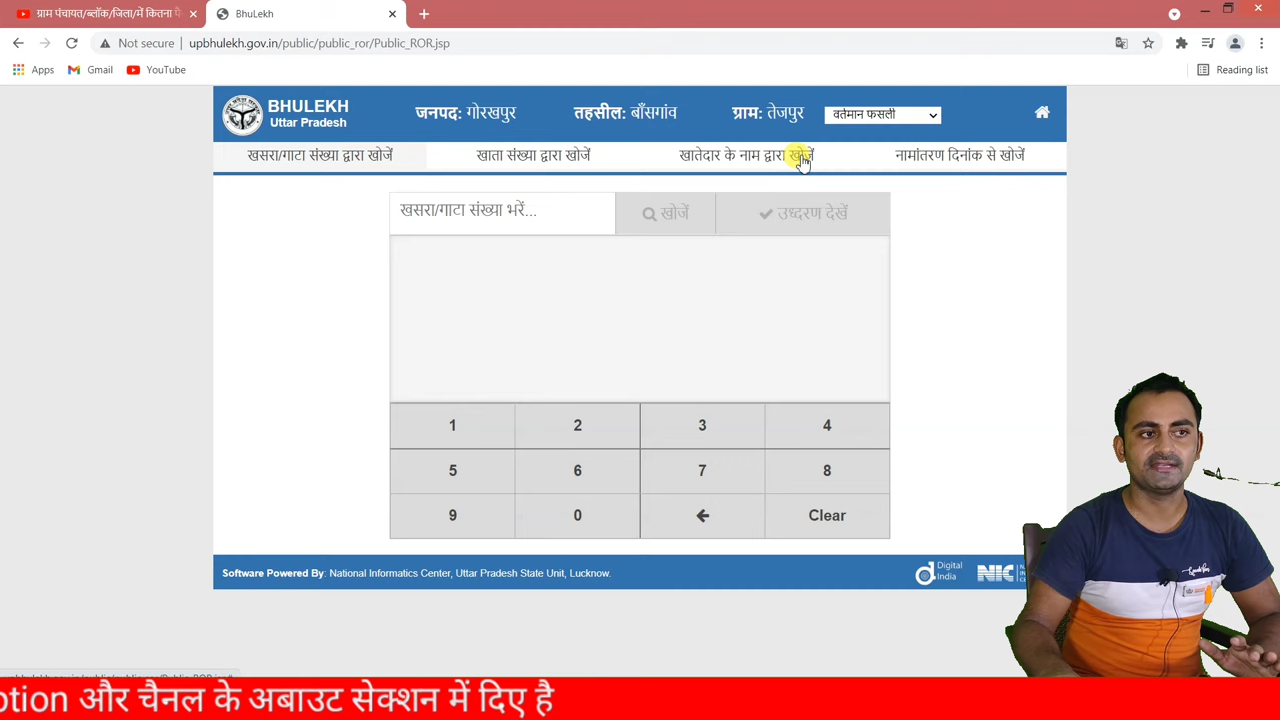 ग्राम पंचायत/ब्लॉक/जिला/में कितना पै
BhuLekh
Not secure
upbhulekh.gov.in/public/public_ror/Public_ROR.jsp
Apps
Gmail
YouTube
Reading list
BHULEKH
Uttar Pradesh
जनपद: गोरखपुर
तहसील: बाँसगांव
ग्राम: तेजपुर
वर्तमान फसली
खसरा/गाटा संख्या द्वारा खोजें
खाता संख्या द्वारा खोजें
खातेदार के नाम द्वारा खोजें
नामांतरण दिनांक से खोजें
खसरा/गाटा संख्या भरें...
खोजें
उध्दरण देखें
1 2 3 4
5 6 7 8
9 0 Clear
Software Powered By: National Informatics Center, Uttar Pradesh State Unit, Lucknow.
Digital
India
NIC
ption और चैनल के अबाउट सेक्शन में दिए है